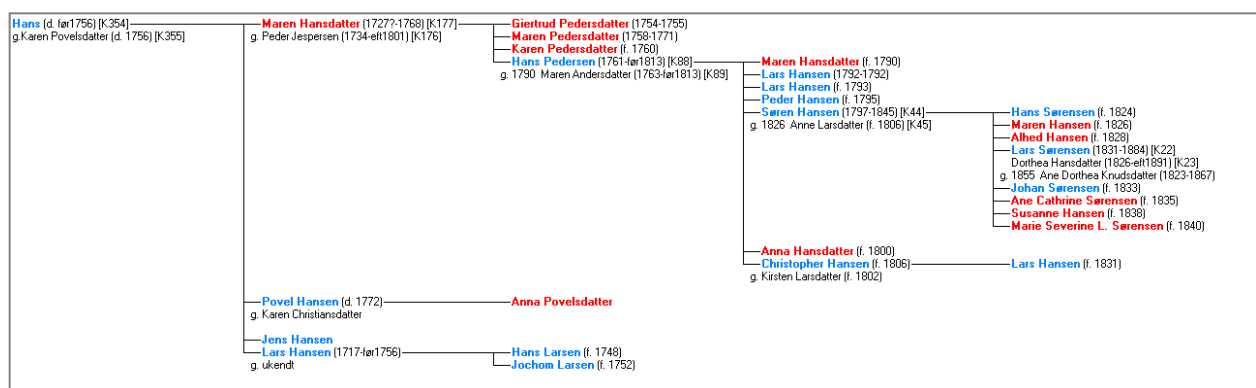 Hans (d. før1756) [K354]
g.Karen Povelsdatter (d. 1756) [K355]
Maren Hansdatter (1727?-1768) [K177]
g. Peder Jespersen (1734-eft1801) [K176]
Giertrud Pedersdatter (1754-1755)
Maren Pedersdatter (1758-1771)
Karen Pedersdatter (f. 1760)
Hans Pedersen (1761-før1813) [K88]
g. 1790 Maren Andersdatter (1763-før1813) [K89]
Maren Hansdatter (f. 1790)
Lars Hansen (1792-1792)
Lars Hansen (f. 1793)
Peder Hansen (f. 1795)
Søren Hansen (1797-1845) [K44]
g. 1826 Anne Larsdatter (f. 1806) [K45]
Hans Sørensen (f. 1824)
Maren Hansen (f. 1826)
Alhed Hansen (f. 1828)
Lars Sørensen (1831-1884) [K22]
Dorthea Hansdatter (1826-eft1891) [K23]
g. 1855 Ane Dorthea Knudsdatter (1823-1867)
Johan Sørensen (f. 1833)
Ane Cathrine Sørensen (f. 1835)
Susanne Hansen (f. 1838)
Marie Severine L. Sørensen (f. 1840)
Anna Hansdatter (f. 1800)
Christopher Hansen (f. 1806)
g. Kirsten Larsdatter (f. 1802)
Lars Hansen (f. 1831)
Povel Hansen (d. 1772)
g. Karen Christiansdatter
Anna Povelsdatter
Jens Hansen
Lars Hansen (1717-før1756)
g. ukendt
Hans Larsen (f. 1748)
Jochom Larsen (f. 1752)